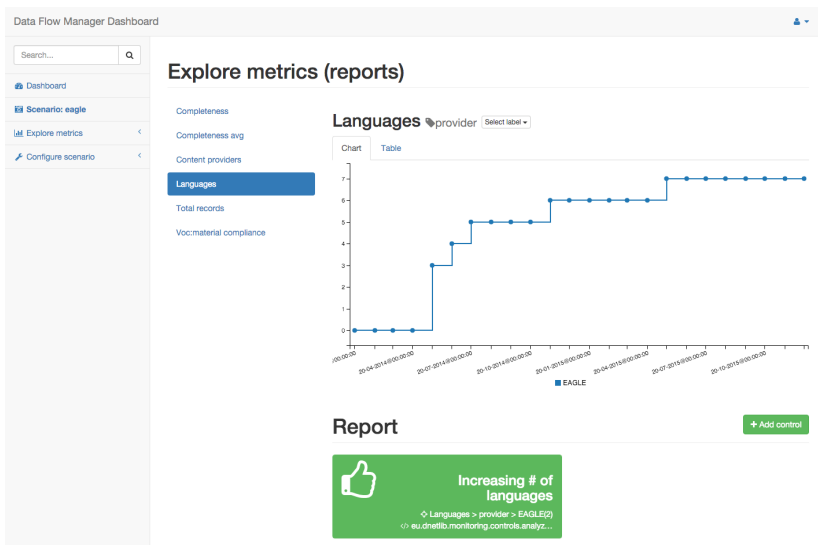 Data Flow Manager Dashboard
Search...
Dashboard
Scenario: eagle
Explore metrics
Configure scenario
Explore metrics (reports)
Completeness
Completeness avg
Content providers
Languages
Total records
Voc:material compliance
Languages provider Select label
Chart Table
7
6
5
4
3
2
1
0
20-04-2014@00:00:00
20-07-2014@00:00:00
20-10-2014@00:00:00
20-01-2015@00:00:00
20-04-2015@00:00:00
20-07-2015@00:00:00
20-10-2015@00:00:00
EAGLE
Report
+ Add control
Increasing # of
languages
Languages > provider > EAGLE(2)
</> eu.dnetlib.monitoring.controls.analyz...